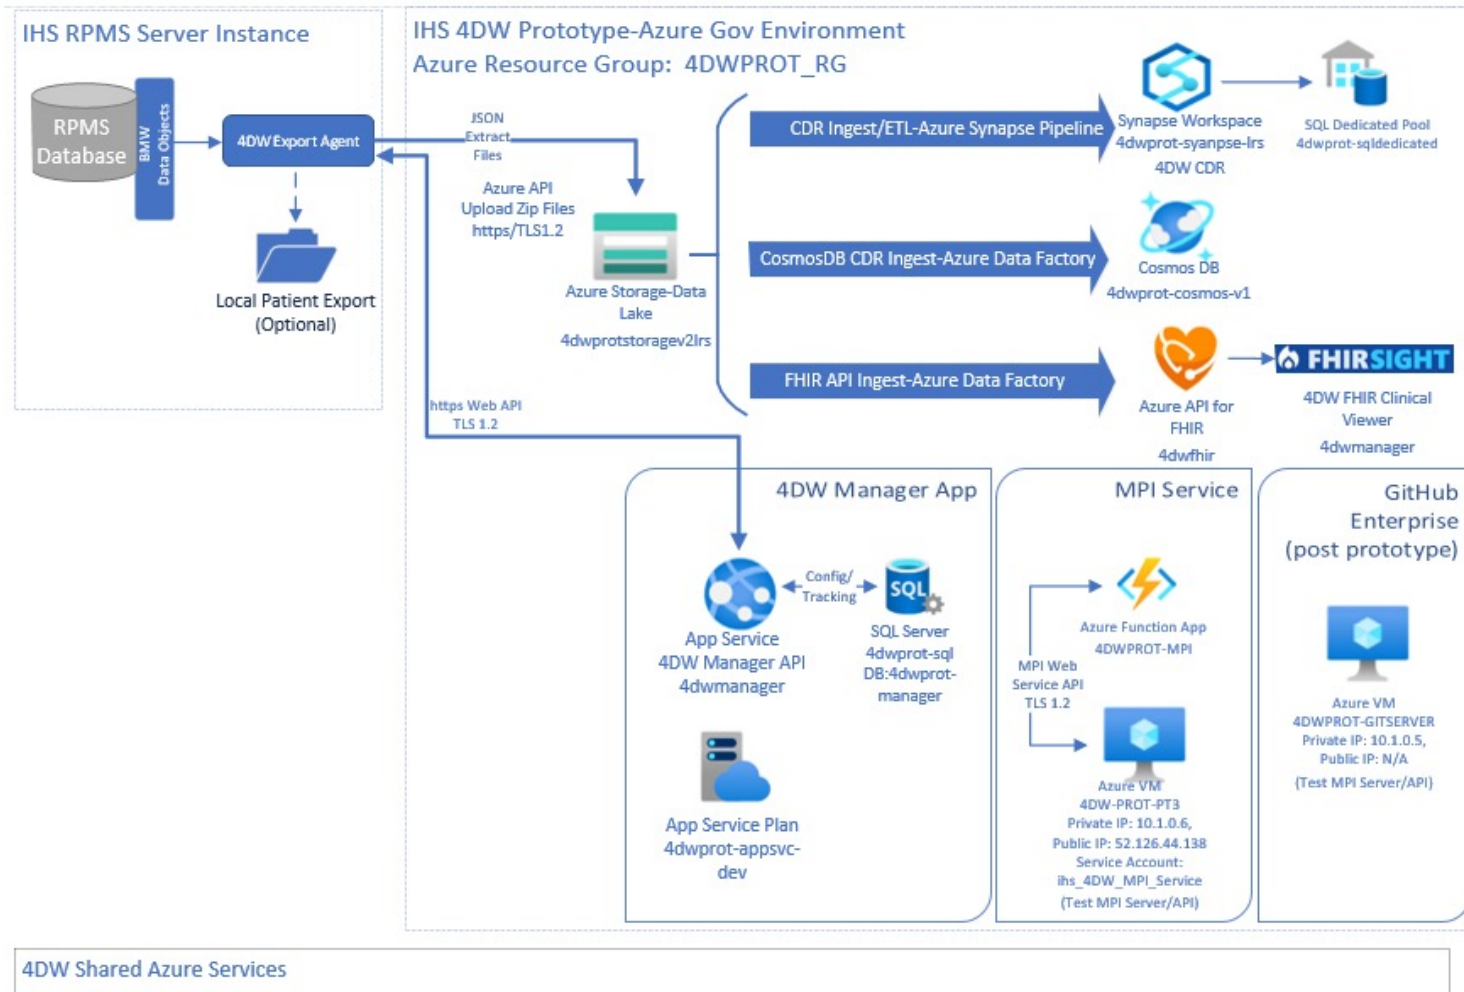 IHS RPMS Server Instance
RPMS
Database
BMW
Data Objects
4DW Export Agent
Local Patient Export
(Optional)
IHS 4DW Prototype-Azure Gov Environment
Azure Resource Group:  4DWPROT_RG
JSON
Extract
Files
Azure API
Upload Zip Files
https/TLS1.2
Azure Storage-Data
Lake
4dwprotstoragev2lrs
https Web API
TLS 1.2
CDR Ingest/ETL-Azure Synapse Pipeline
Synapse Workspace
4dwprot-syanpse-lrs
4DW CDR
SQL Dedicated Pool
4dwprot-sqldedicated
CosmosDB CDR Ingest-Azure Data Factory
Cosmos DB
4dwprot-cosmos-v1
FHIR API Ingest-Azure Data Factory
Azure API for
FHIR
4dwfhir
FHIRSIGHT
4DW FHIR Clinical
Viewer
4dwmanager
4DW Manager App
App Service
4DW Manager API
4dwmanager
Config/
Tracking
SQL
SQL Server
4dwprot-sql
DB:4dwprot-
manager
App Service Plan
4dwprot-appsvc-
dev
MPI Service
Azure Function App
4DWPROT-MPI
MPI Web
Service API
TLS 1.2
Azure VM
4DW-PROT-PT3
Private IP: 10.1.0.6,
Public IP: 52.126.44.138
Service Account:
ihs_4DW_MPI_Service
(Test MPI Server/API)
GitHub
Enterprise
(post prototype)
Azure VM
4DWPROT-GITSERVER
Private IP: 10.1.0.5,
Public IP: N/A
(Test MPI Server/API)
4DW Shared Azure Services